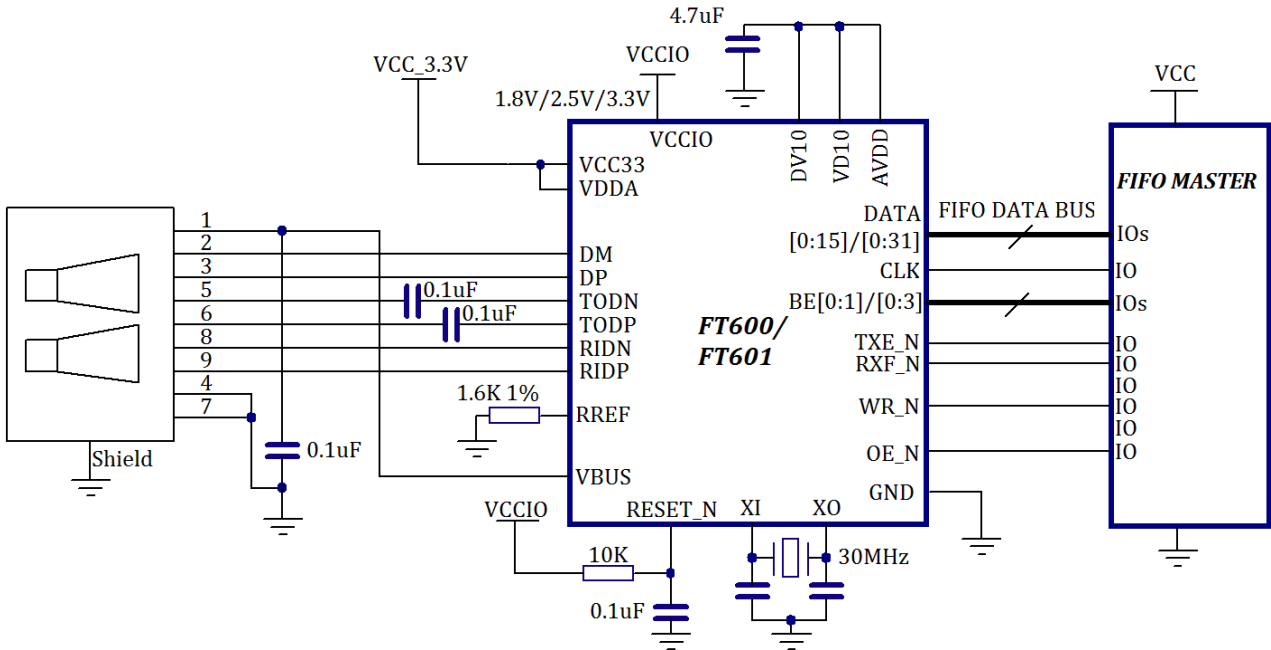 4.7uF
VCCIO
VCC_3.3V
VCC
1.8V/2.5V/3.3V
VCCIO
DV10
VD10
AVDD
VCC33
VDDA
FIFO MASTER
DATA
FIFO DATA BUS
[0:15]/[0:31]
IOs
1
2
3
5
6
8
9
4
7
DM
DP
TODN
TODP
RIDN
RIDP
0.1uF
0.1uF
CLK
IO
BE[0:1]/[0:3]
IOs
FT600/
FT601
TXE_N
IO
RXF_N
IO
IO
WR_N
IO
IO
OE_N
IO
1.6K 1%
RREF
Shield
0.1uF
VBUS
GND
VCCIO
RESET_N
XI
XO
10K
30MHz
0.1uF